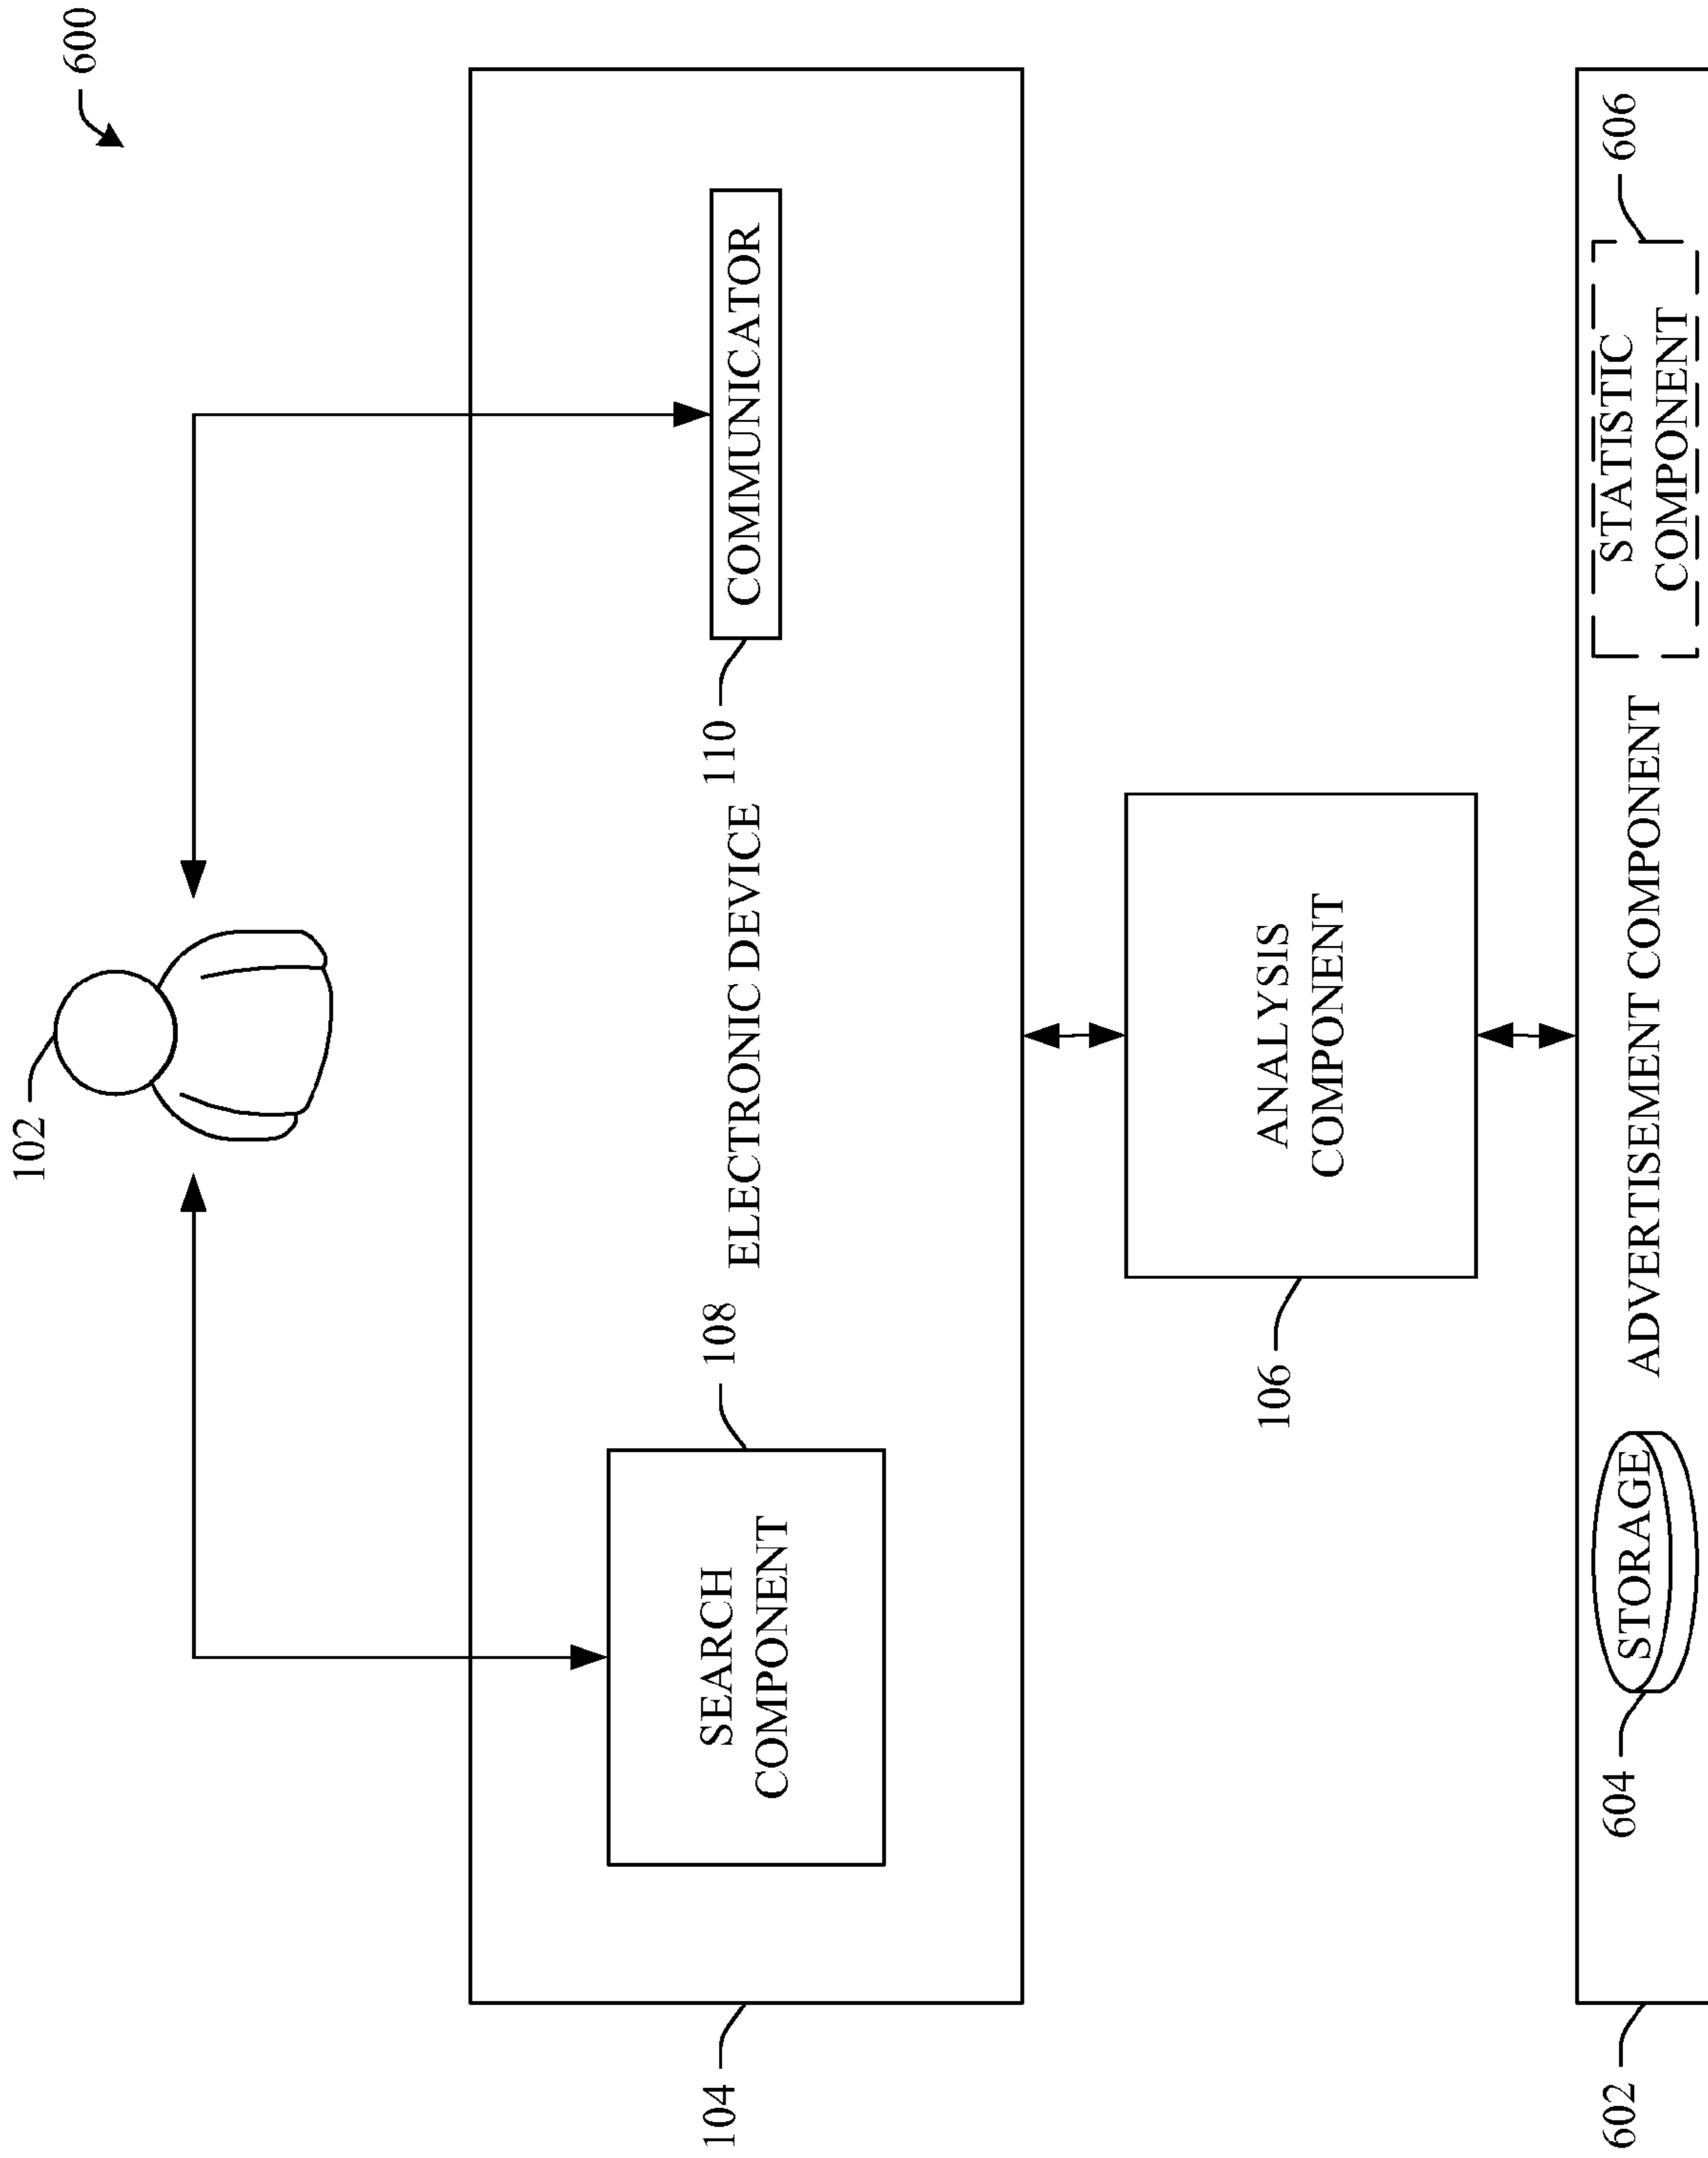 600
102
104
108
SEARCH
COMPONENT
ELECTRONIC DEVICE
110
COMMUNICATOR
106
ANALYSIS
COMPONENT
602
604
STORAGE
ADVERTISEMENT COMPONENT
STATISTIC
COMPONENT
606